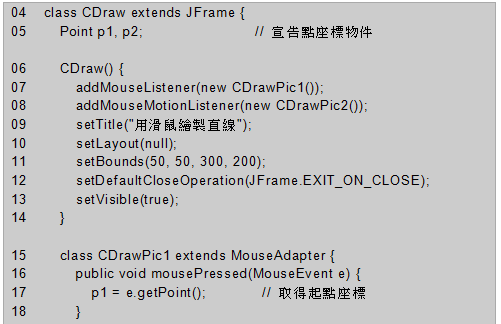 04 class CDraw extends JFrame {
05 Point p1, p2; // 宣告點座標物件
06 CDraw() {
07 addMouseListener(new CDrawPic1());
08 addMouseMotionListener(new CDrawPic2());
09 setTitle("用滑鼠繪製直線");
10 setLayout(null);
11 setBounds(50, 50, 300, 200);
12 setDefaultCloseOperation(JFrame.EXIT_ON_CLOSE);
13 setVisible(true);
14 }
15 class CDrawPic1 extends MouseAdapter {
16 public void mousePressed(MouseEvent e) {
17 p1 = e.getPoint(); // 取得起點座標
18 }